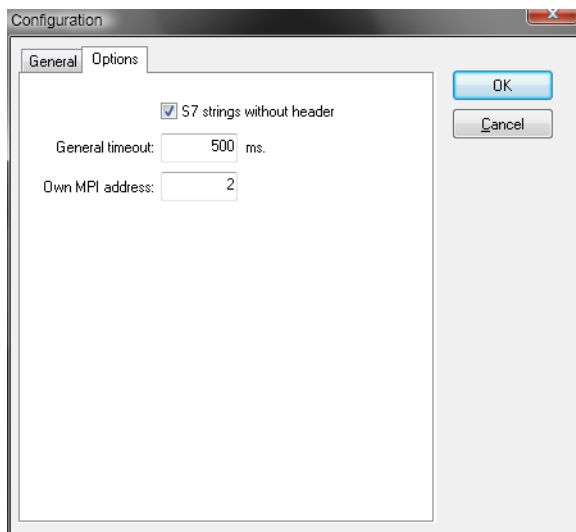 Configuration
General Options
S7 strings without header
General timeout: 500 ms.
Own MPI address: 2
OK
Cancel